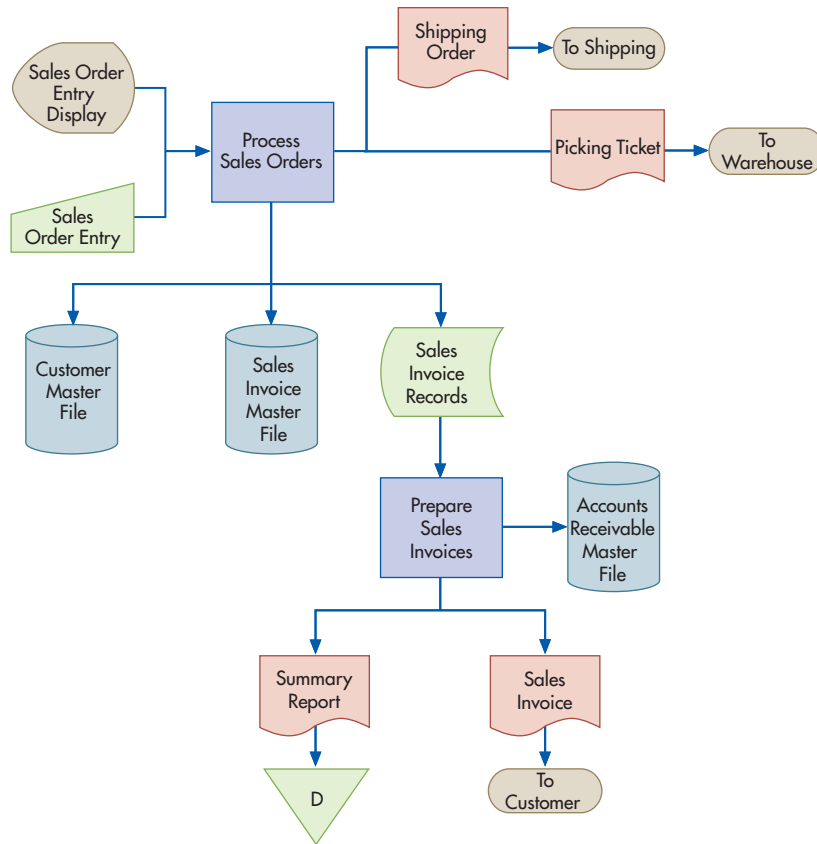 Shipping
Order
To Shipping
Sales Order
Entry
Display
Process
Sales Orders
Picking Ticket
To
Warehouse
Sales
Order Entry
Customer
Master
File
Sales
Invoice
Master
File
Sales
Invoice
Records
Prepare
Sales
Invoices
Accounts
Receivable
Master
File
Summary
Report
Sales
Invoice
D
To
Customer